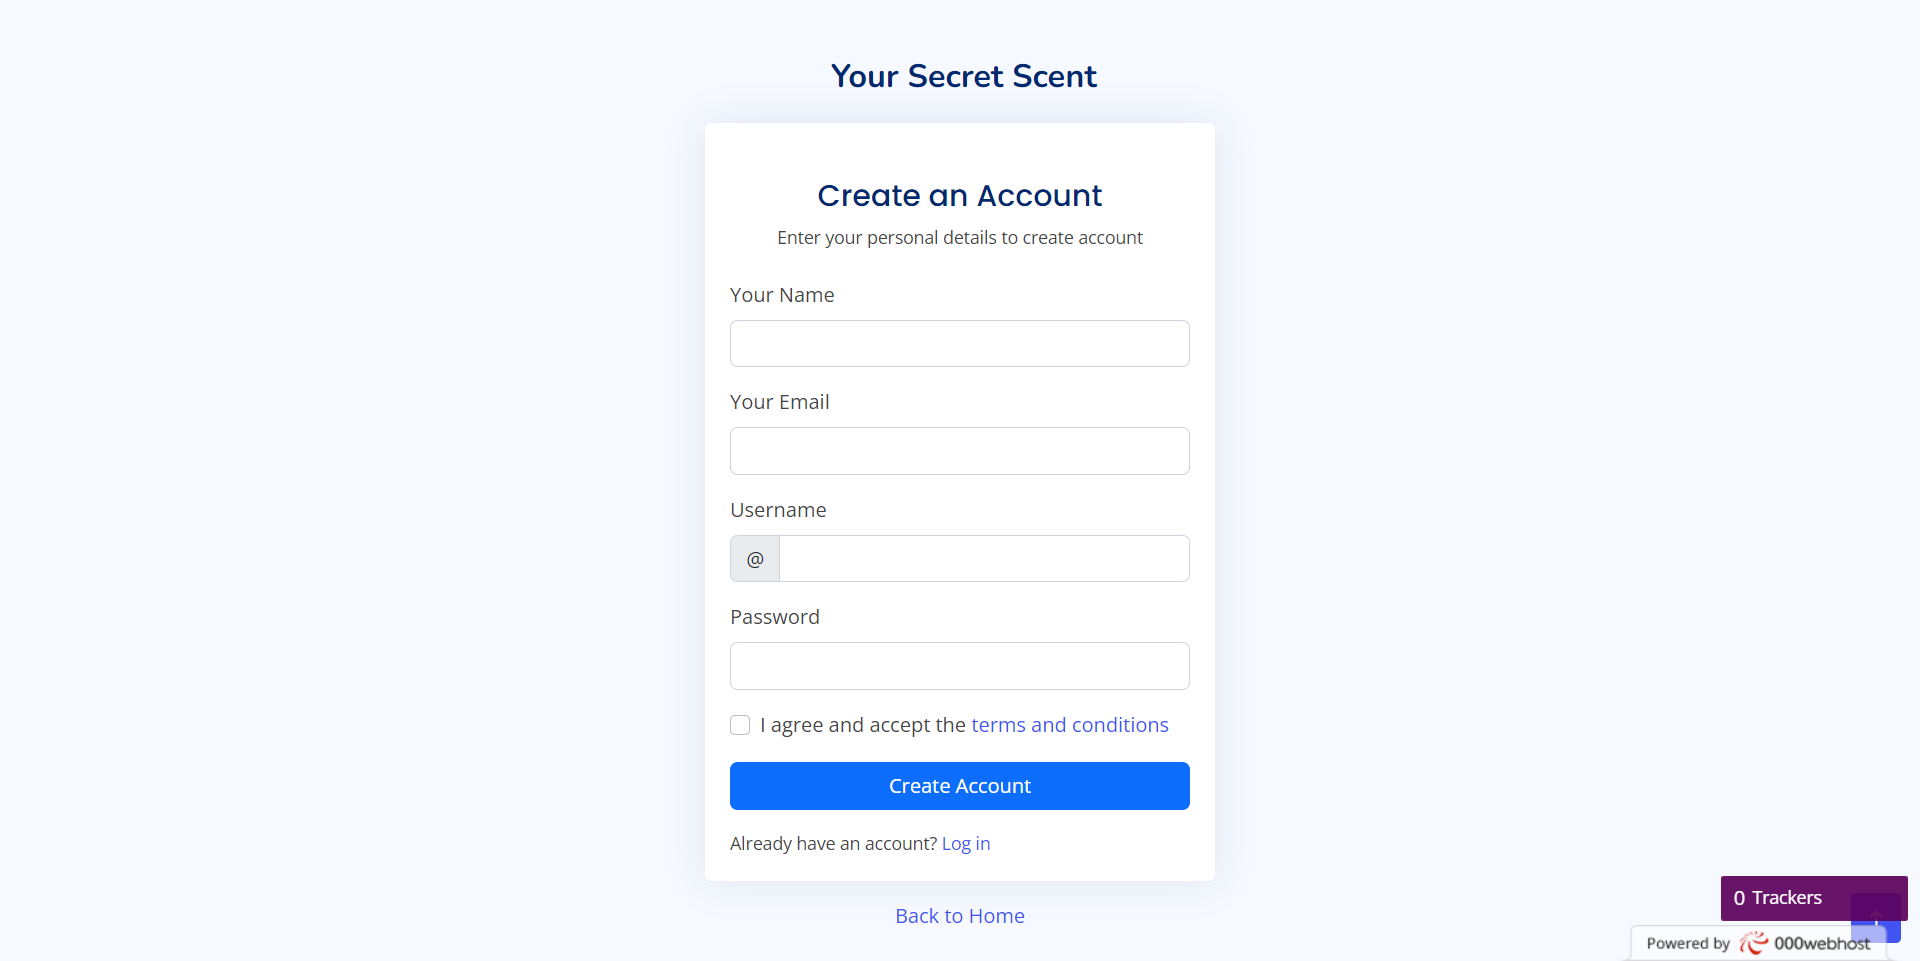 Your Secret Scent
Create an Account
Enter your personal details to create account
Your Name
Your Email
Username
@
Password
I agree and accept the terms and conditions
Create Account
Already have an account? Log in
Back to Home
0 Trackers
Powered by 000webhost